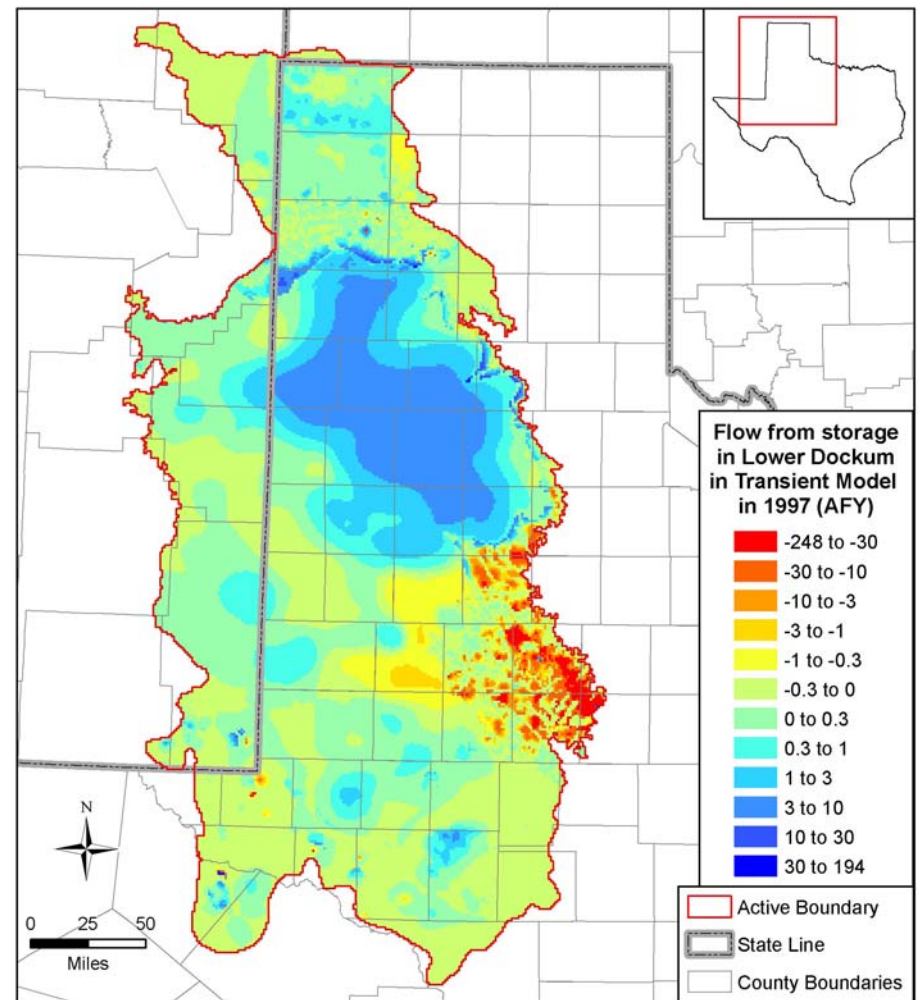 Flow from storage
in Lower Dockum
in Transient Model
in 1997 (AFY)
-248 to -30
-30 to -10
-10 to -3
-3 to -1
-1 to -0.3
-0.3 to 0
0 to 0.3
0.3 to 1
1 to 3
3 to 10
10 to 30
30 to 194
Active Boundary
State Line
County Boundaries
N
0 25 50
Miles